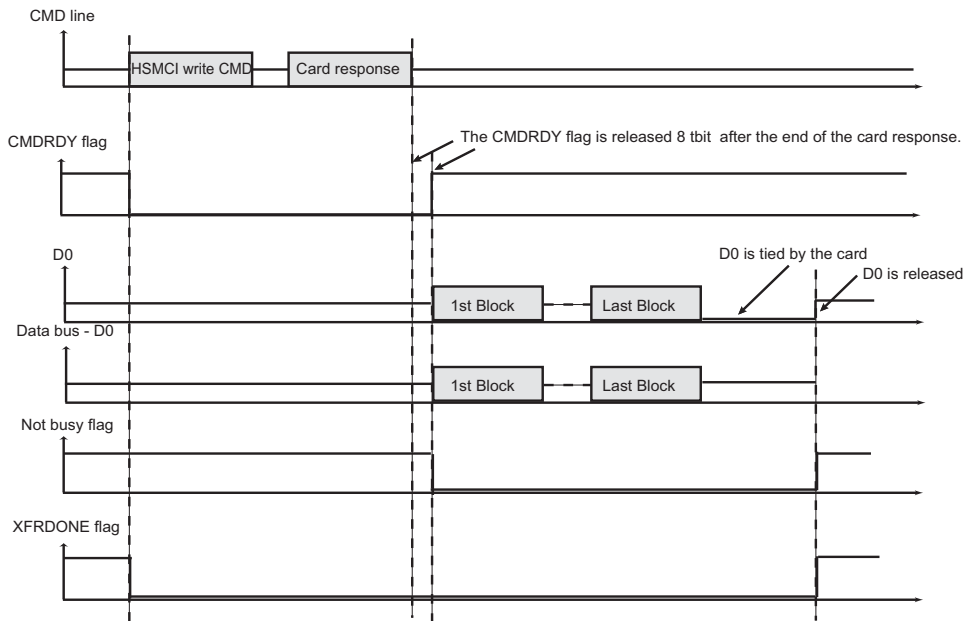 CMD line
HSMCI write CMD
Card response
The CMDRDY flag is released 8 tbit after the end of the card response.
CMDRDY flag
D0
D0 is tied by the card
D0 is released
1st Block
Last Block
Data bus - D0
1st Block
Last Block
Not busy flag
XFRDONE flag